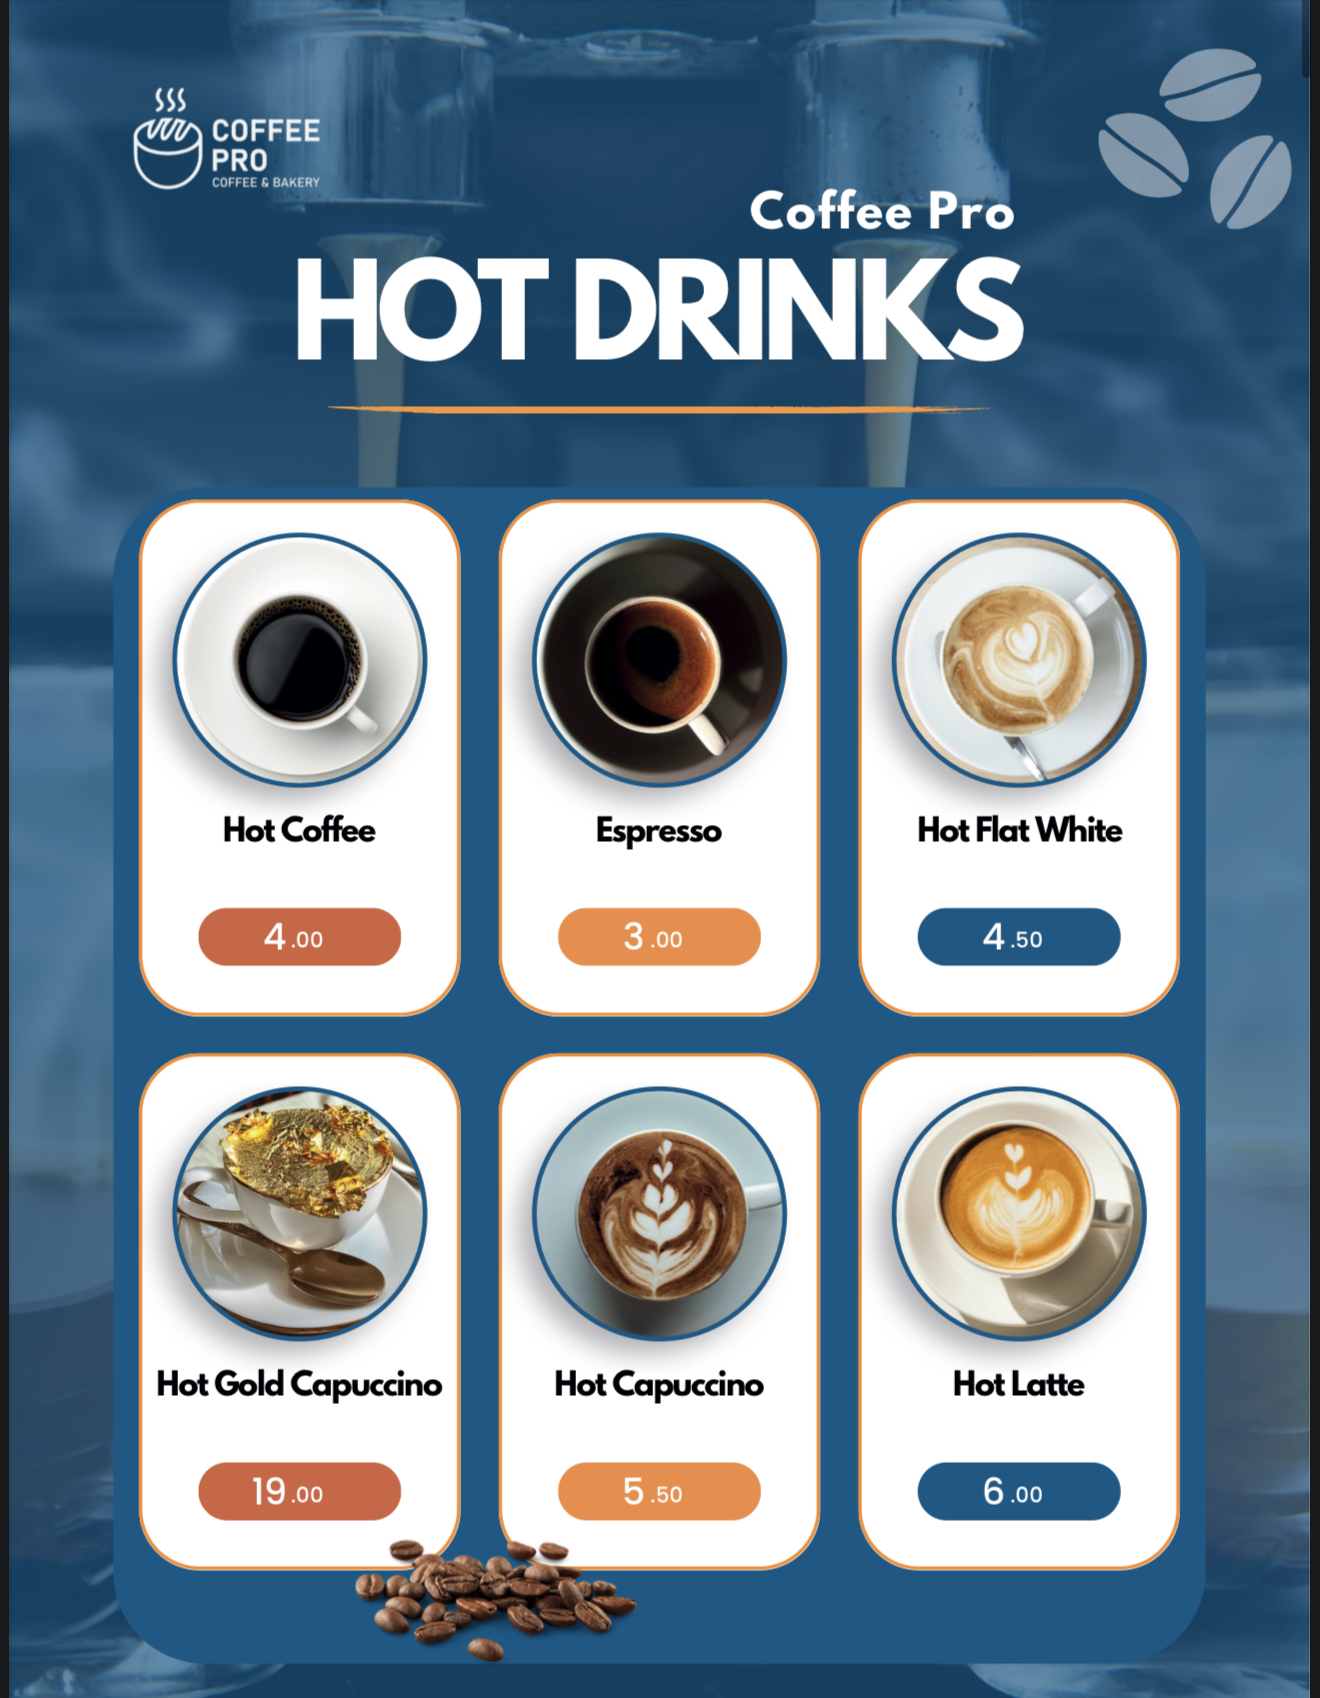 COFFEE
PRO
COFFEE & BAKERY
Coffee Pro
HOT DRINKS
Hot Coffee
Espresso
Hot Flat White
4.00
3.00
4.50
Hot Gold Capuccino
Hot Capuccino
Hot Latte
19.00
5.50
6.00